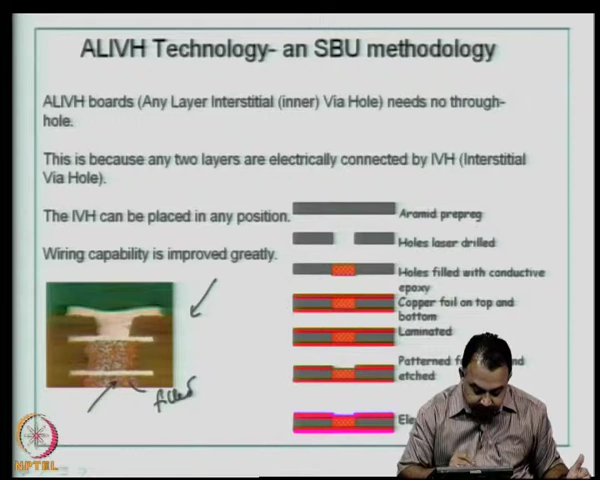 ALIVH Technology- an SBU methodology
ALIVH boards (Any Layer Interstitial (inner) Via Hole) needs no through-
hole.
This is because any two layers are electrically connected by IVH (Interstitial
Via Hole).
The IVH can be placed in any position.
Wiring capability is improved greatly.
Aramid prepreg
Holes laser drilled
Holes filled with conductive
epoxy
Copper foil on top and
bottom
Laminated
Patterned
and
etched
filled
NPTEL